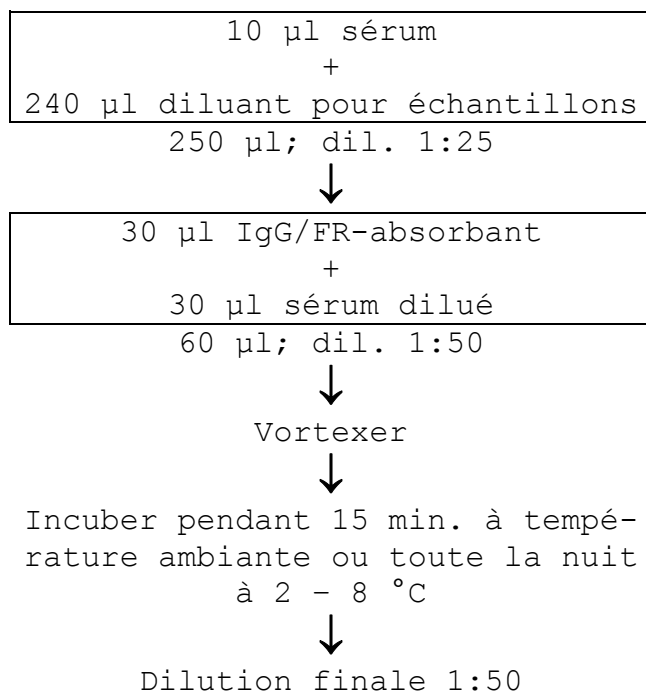 10 µl sérum
+
240 µl diluant pour échantillons
250 µl; dil. 1:25
↓
30 µl IgG/FR-absorbant
+
30 µl sérum dilué
60 µl; dil. 1:50
↓
Vortexer
↓
Incuber pendant 15 min. à tempé-
rature ambiante ou toute la nuit
à 2 – 8 °C
↓
Dilution finale 1:50